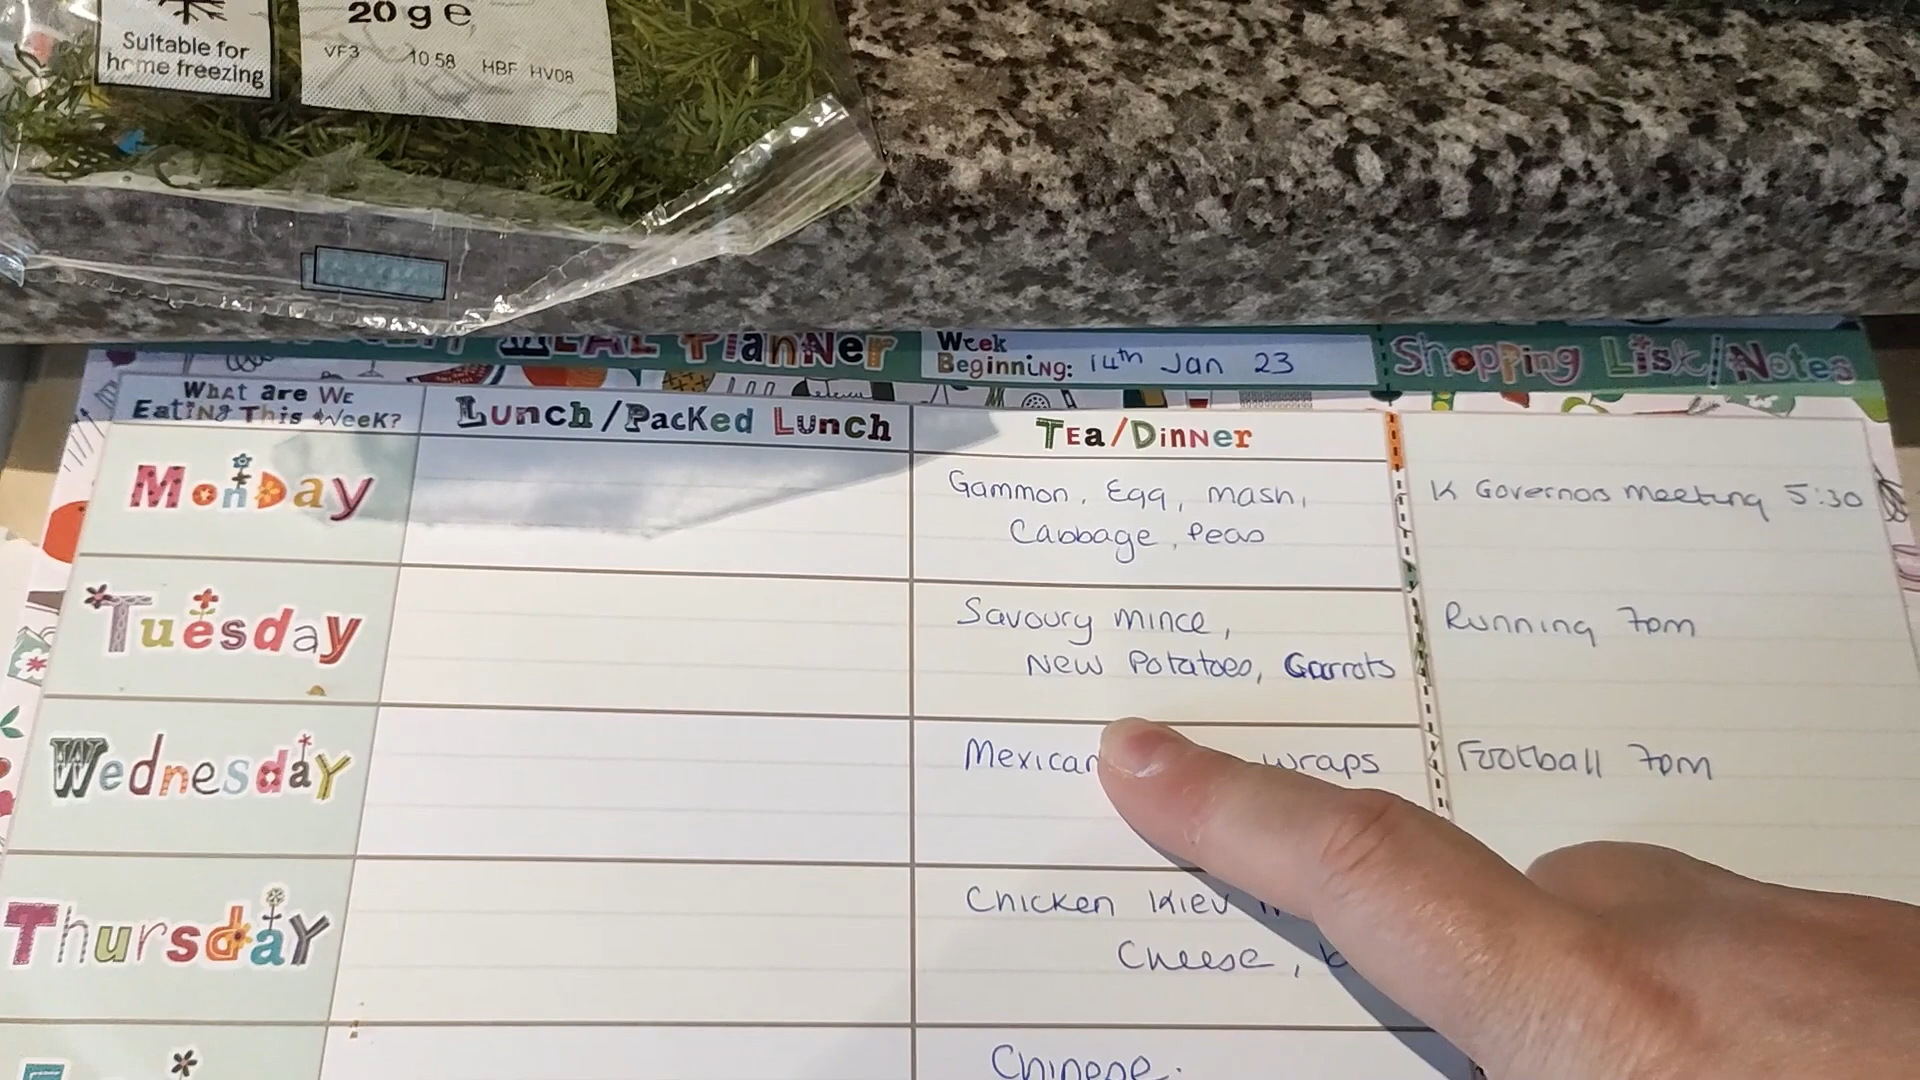 20 g e
Suitable for
home freezing
VF3 10 58 HBF HV08
MEAL PlanNer
Week
Beginning: 14th Jan 23
Shopping List/Notes
What are We
Eating This Week?
Lunch/Packed Lunch
Tea/Dinner
Monday
Gammon, Egg, mash,
Cabbage, Peas
K Governors meeting 5:30
Tuesday
Savoury mince,
New Potatoes, Carrots
Running 7pm
Wednesday
Mexican wraps
Football 7pm
Thursday
Chicken Kiev
Cheese,
Chinese.